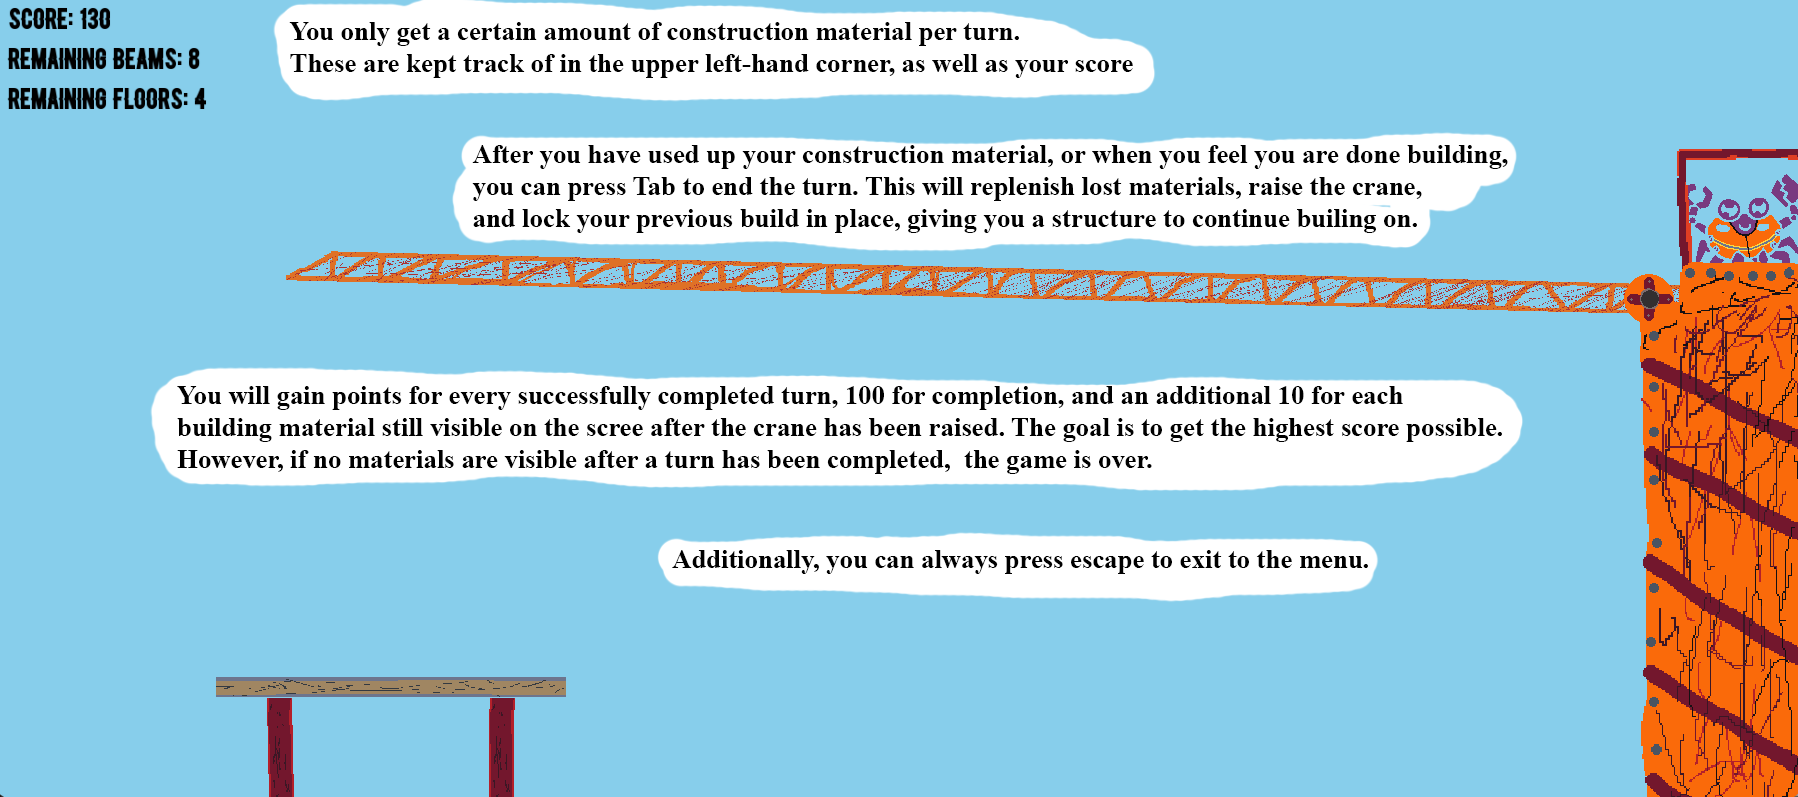 SCORE: 130
REMAINING BEAMS: 8
REMAINING FLOORS: 4
You only get a certain amount of construction material per turn.
These are kept track of in the upper left-hand corner, as well as your score
After you have used up your construction material, or when you feel you are done building,
you can press Tab to end the turn. This will replenish lost materials, raise the crane,
and lock your previous build in place, giving you a structure to continue builing on.
You will gain points for every successfully completed turn, 100 for completion, and an additional 10 for each
building material still visible on the scree after the crane has been raised. The goal is to get the highest score possible.
However, if no materials are visible after a turn has been completed,  the game is over.
Additionally, you can always press escape to exit to the menu.